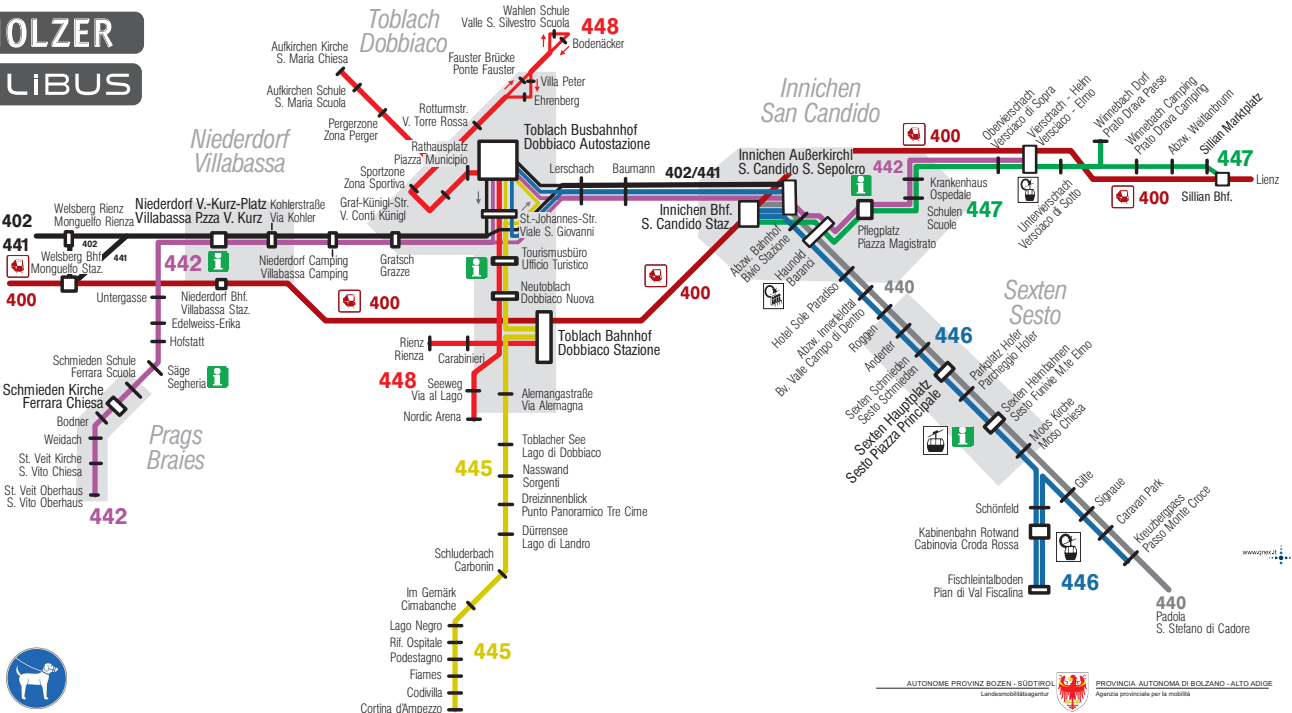 HOLZER
LiBUS
Toblach
Dobbiaco
Wahlen Schule
Valle S. Silvestro Scuola
448
Bodenäcker
Aufkirchen Kirche
S. Maria Chiesa
Fauster Brücke
Ponte Fauster
Villa Peter
Ehrenberg
Aufkirchen Schule
S. Maria Scuola
Rotturmstr.
V. Torre Rossa
Pergerzone
Zona Perger
Niederdorf
Villabassa
Rathausplatz
Piazza Municipio
Toblach Busbahnhof
Dobbiaco Autostazione
Sportzone
Zona Sportiva
Graf-Künigl-Str.
V. Conti Künigl
Lerschach
Baumann
402/441
St.-Johannes-Str.
Viale S. Giovanni
Tourismusbüro
Ufficio Turistico
Neutoblach
Dobbiaco Nuova
Toblach Bahnhof
Dobbiaco Stazione
402
441
Welsberg Rienz
Monguelfo Rienza
402
441
Welsberg Bhf.
Monguelfo Staz.
400
Niederdorf V.-Kurz-Platz
Villabassa Pzza V. Kurz
Kohlerstraße
Via Kohler
Niederdorf Camping
Villabassa Camping
Gratsch
Grazze
442
Niederdorf Bhf.
Villabassa Staz.
400
400
Untergasse
Edelweiss-Erika
Hofstatt
Schmieden Schule
Ferrara Scuola
Säge
Segheria
Schmieden Kirche
Ferrara Chiesa
Bodner
Weidach
St. Veit Kirche
S. Vito Chiesa
St. Veit Oberhaus
S. Vito Oberhaus
442
Prags
Braies
Rienz
Rienza
Carabinieri
448
Seeweg
Via al Lago
Nordic Arena
Alemangastraße
Via Alemagna
Toblacher See
Lago di Dobbiaco
445
Nasswand
Sorgenti
Dreizinnenblick
Punto Panoramico Tre Cime
Dürrensee
Lago di Landro
Schluderbach
Carbonin
Im Gemärk
Cimabanche
Lago Negro
Rif. Ospitale
445
Podestagno
Fiames
Codivilla
Cortina d'Ampezzo
Innichen
San Candido
400
Innichen Außerkirchl
S. Candido S. Sepolcro
442
Innichen Bhf.
S. Candido Staz.
Krankenhaus
Ospedale
Schulen
Scuole
447
Pflegplatz
Piazza Magistrato
Obervierschach
Versciaco di Sopra
Vierschach - Helm
Versciaco - Elmo
Untervierschach
Versciaco di Sotto
Winnebach Dorf
Prato Drava Paese
Winnebach Camping
Prato Drava Camping
Abzw. Weitlanbrunn
Sillian Marktplatz
447
Lienz
400
Sillian Bhf.
Abzw. Bahnhof
Bivio Stazione
Haunold
Baranci
Hotel Sole Paradiso
Abzw. Innerfeldtal
Bv. Valle Campo di Dentro
440
Roggen
Anderter
446
Sexten
Sesto
Sexten Schmieden
Sesto Schmieden
Parkplatz Hofer
Parcheggio Hofer
Sexten Hauptplatz
Sesto Piazza Principale
Sexten Helmbahnen
Sesto Funivie M.te Elmo
Moos Kirche
Moso Chiesa
Schönfeld
Kabinenbahn Rotwand
Cabinovia Croda Rossa
Fischleintalboden
Pian di Val Fiscalina
446
Gilte
Signaue
Caravan Park
Kreuzbergpass
Passo Monte Croce
440
Padola
S. Stefano di Cadore
www.qnex.it
AUTONOME PROVINZ BOZEN - SÜDTIROL
Landesmobilitätsagentur
PROVINCIA AUTONOMA DI BOLZANO - ALTO ADIGE
Agenzia provinciale per la mobilità